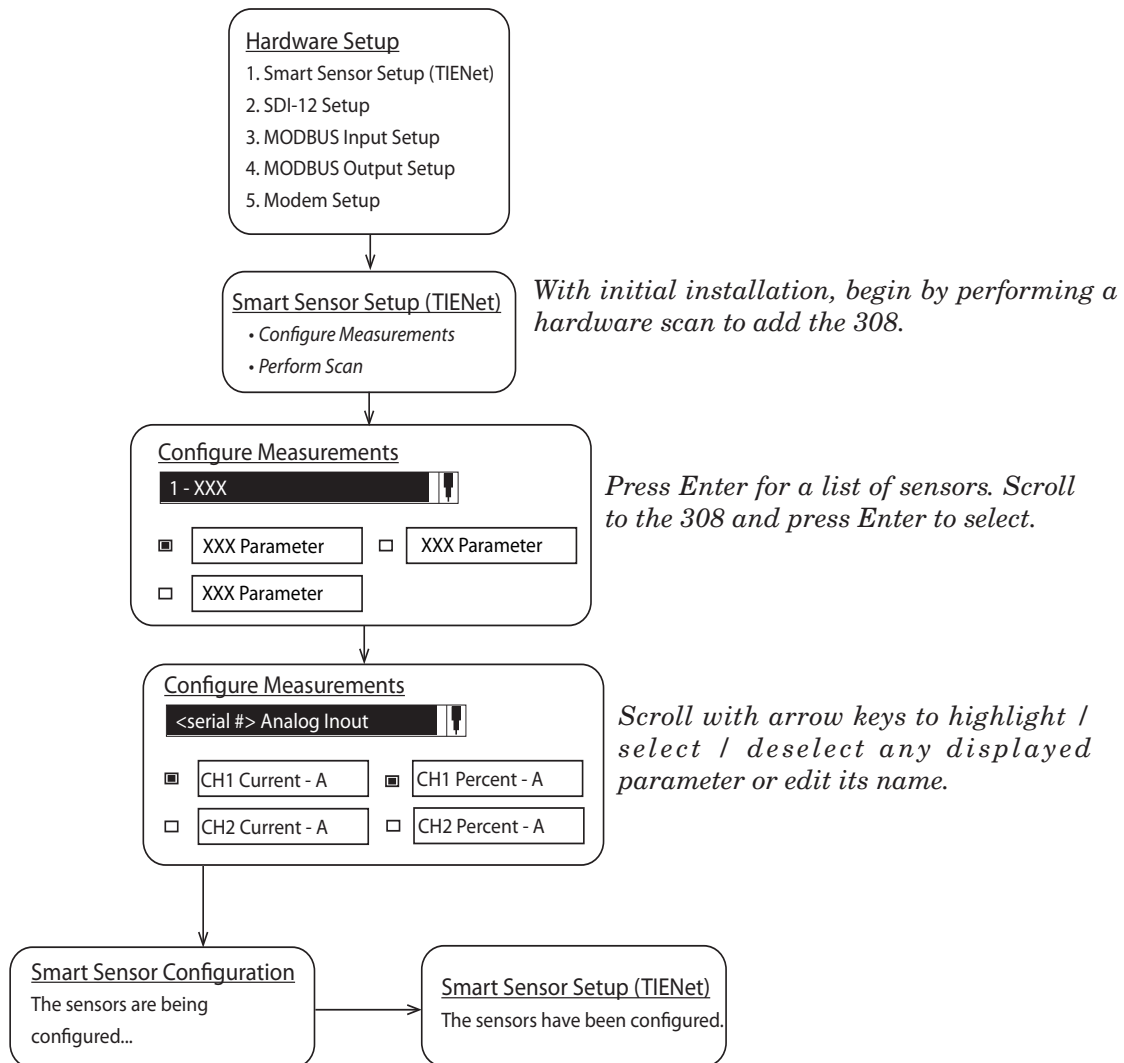 Hardware Setup
1. Smart Sensor Setup (TIENet)
2. SDI-12 Setup
3. MODBUS Input Setup
4. MODBUS Output Setup
5. Modem Setup
Smart Sensor Setup (TIENet)
• Configure Measurements
• Perform Scan
With initial installation, begin by performing a
hardware scan to add the 308.
Configure Measurements
1 - XXX
XXX Parameter
XXX Parameter
XXX Parameter
Press Enter for a list of sensors. Scroll
to the 308 and press Enter to select.
Configure Measurements
<serial #> Analog Inout
CH1 Current - A
CH1 Percent - A
CH2 Current - A
CH2 Percent - A
Scroll with arrow keys to highlight /
select / deselect any displayed
parameter or edit its name.
Smart Sensor Configuration
The sensors are being
configured...
Smart Sensor Setup (TIENet)
The sensors have been configured.